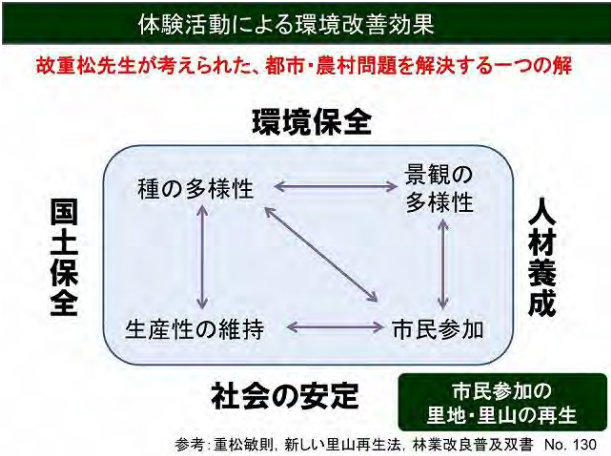 体験活動による環境改善効果
故重松先生が考えられた、都市・農村問題を解決する一つの解
環境保全
国土保全
種の多様性
景観の
多様性
人材養成
生産性の維持
市民参加
社会の安定
市民参加の
里地・里山の再生
参考:重松敏則, 新しい里山再生法, 林業改良普及双書 No. 130